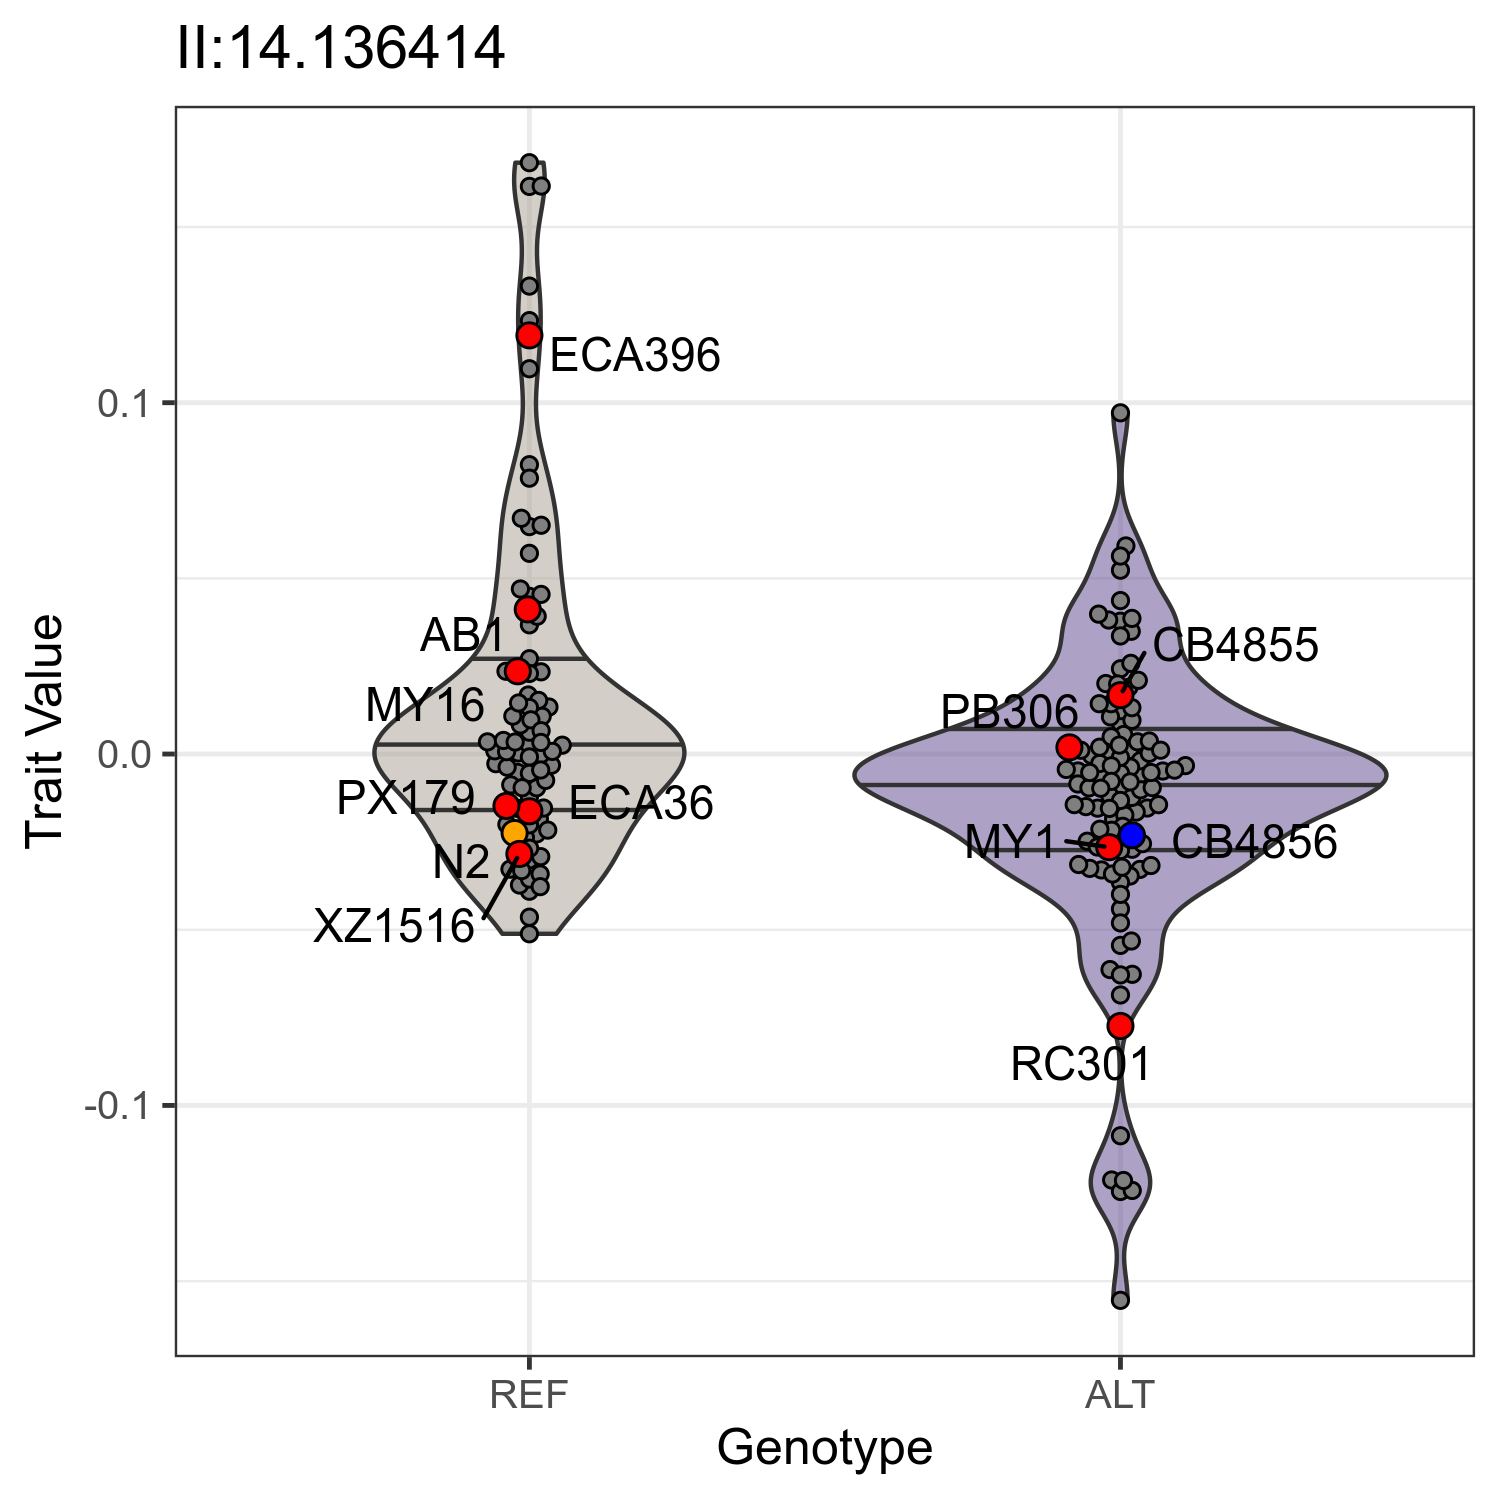 II:14.136414
Trait Value
0.1
0.0
-0.1
ECA396
AB1
MY16
PX179
ECA36
N2
XZ1516
CB4855
PB306
MY1
CB4856
RC301
REF
ALT
Genotype